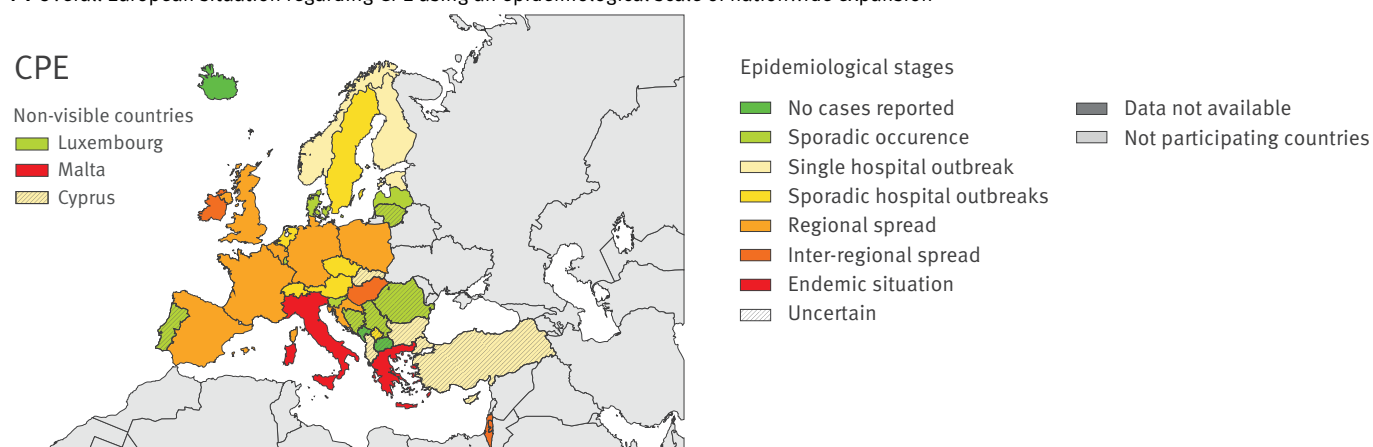 CPE
Non-visible countries
Luxembourg
Malta
Cyprus
Epidemiological stages
No cases reported
Sporadic occurence
Single hospital outbreak
Sporadic hospital outbreaks
Regional spread
Inter-regional spread
Endemic situation
Uncertain
Data not available
Not participating countries